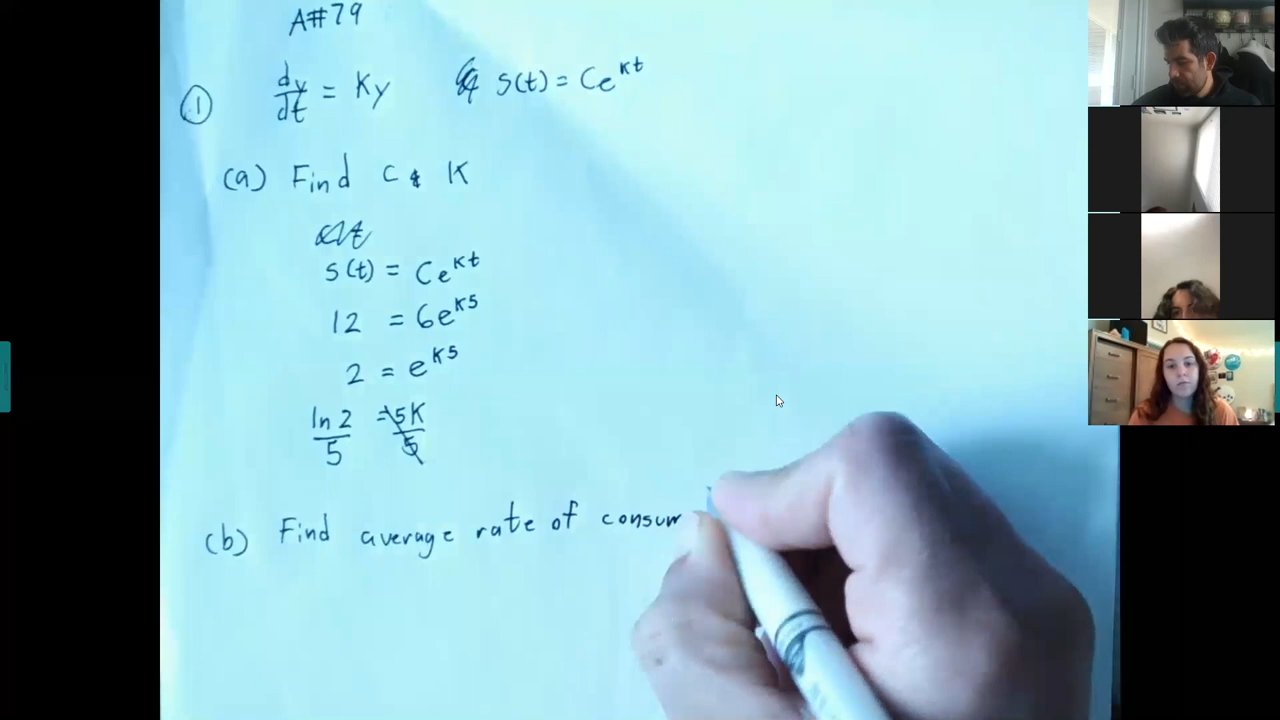 A#79
① dy/dt = Ky S(t) = Ce^kt
(a) Find C & K
S(t) = Ce^kt
12 = 6e^k5
2 = e^k5
ln 2/5 = 5K/5
(b) Find average rate of consum